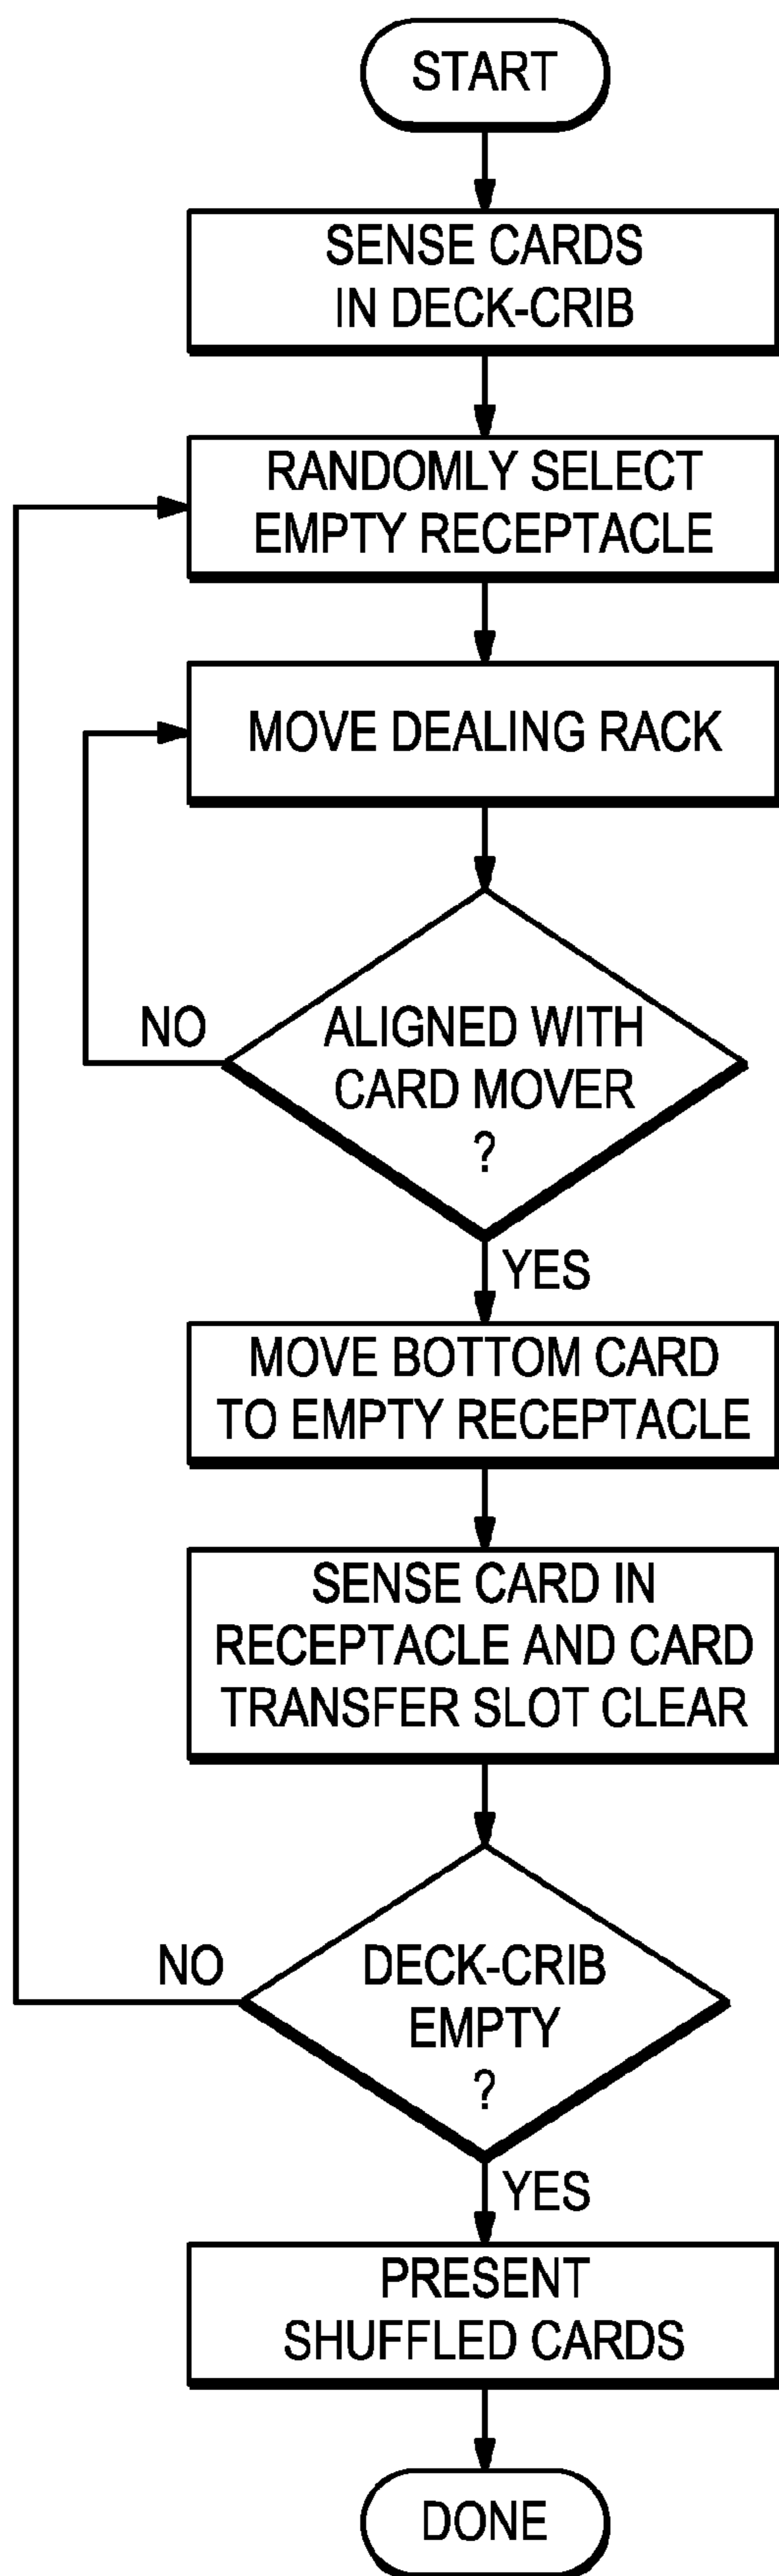 START
SENSE CARDS
IN DECK-CRIB
RANDOMLY SELECT
EMPTY RECEPTACLE
MOVE DEALING RACK
NO
ALIGNED WITH
CARD MOVER
?
YES
MOVE BOTTOM CARD
TO EMPTY RECEPTACLE
SENSE CARD IN
RECEPTACLE AND CARD
TRANSFER SLOT CLEAR
NO
DECK-CRIB
EMPTY
?
YES
PRESENT
SHUFFLED CARDS
DONE